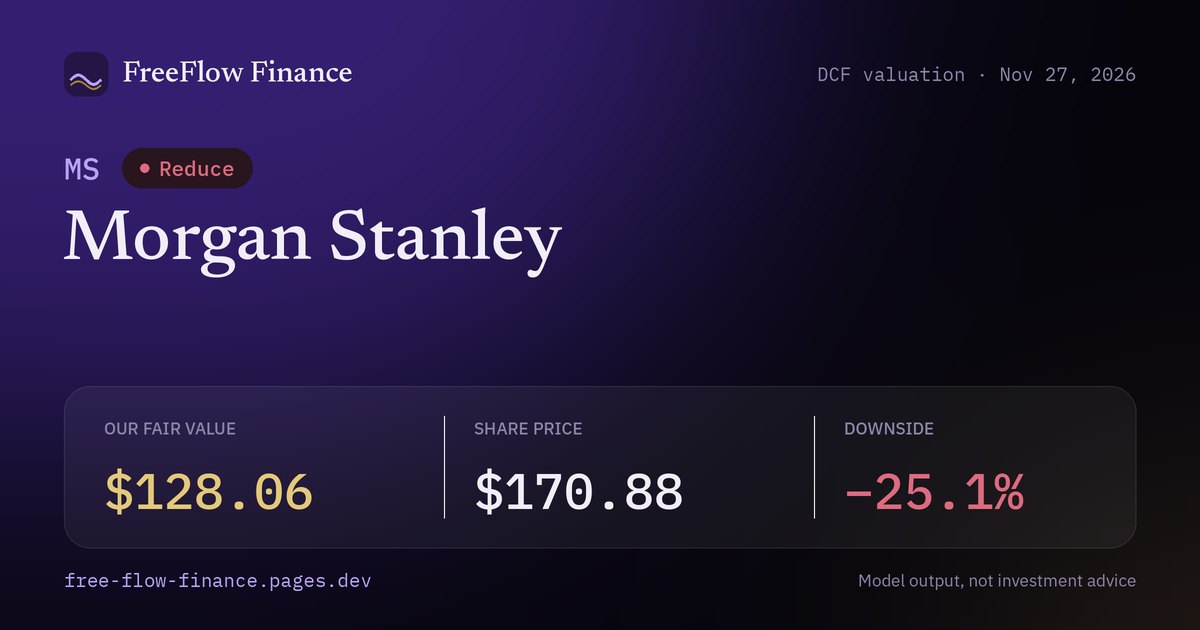 FreeFlow Finance
DCF valuation · Nov 27, 2026
MS
Reduce
Morgan Stanley
OUR FAIR VALUE
$128.06
SHARE PRICE
$170.88
DOWNSIDE
−25.1%
free-flow-finance.pages.dev
Model output, not investment advice